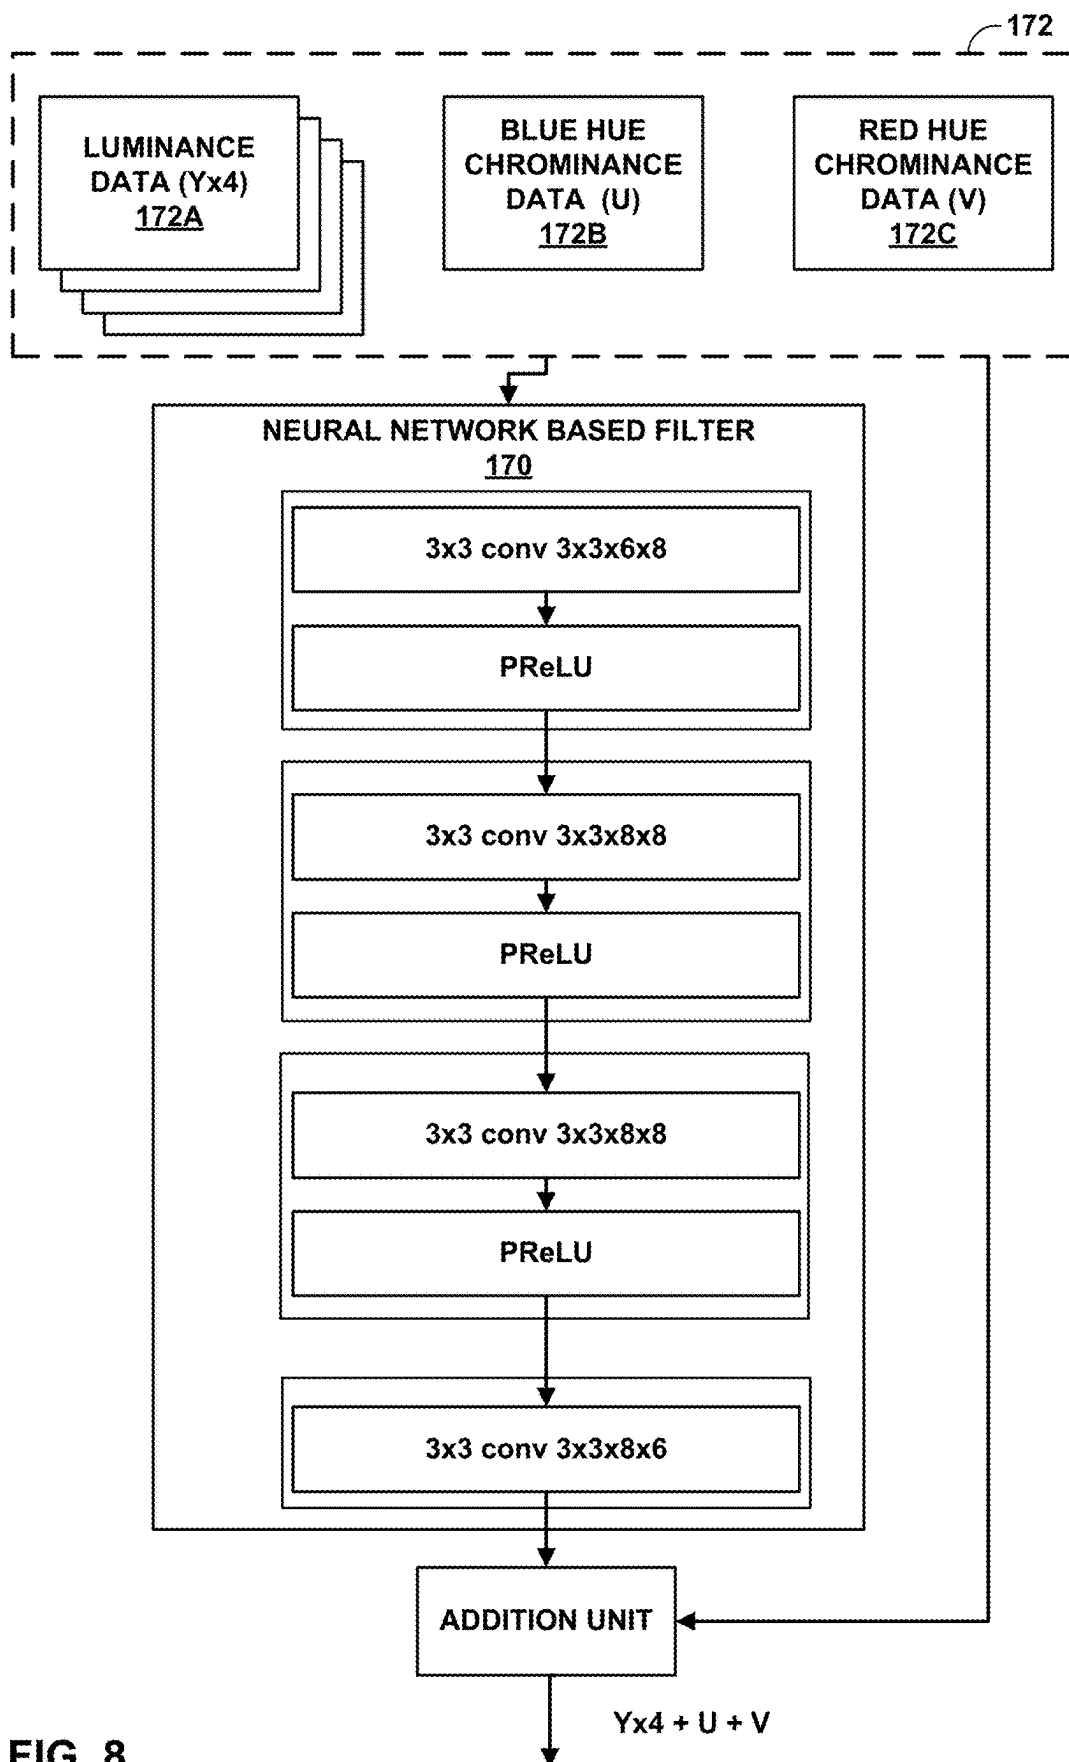 172
LUMINANCE
DATA (Yx4)
172A
BLUE HUE
CHROMINANCE
DATA (U)
172B
RED HUE
CHROMINANCE
DATA (V)
172C
NEURAL NETWORK BASED FILTER
170
3x3 conv 3x3x6x8
PReLU
3x3 conv 3x3x8x8
PReLU
3x3 conv 3x3x8x8
PReLU
3x3 conv 3x3x8x6
ADDITION UNIT
Yx4 + U + V
FIG. 8